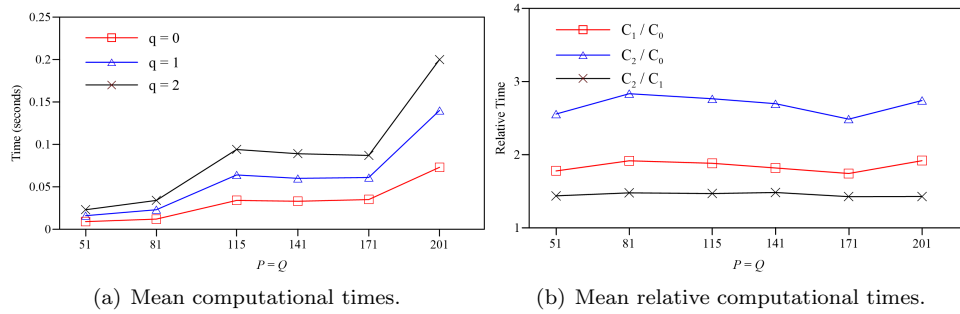 0.25
0.2
0.15
0.1
0.05
0
Time (seconds)
q = 0
q = 1
q = 2
51 81 115 141 171 201
P = Q
(a) Mean computational times.
4
3
2
1
Relative Time
C₁ / C₀
C₂ / C₀
C₂ / C₁
51 81 115 141 171 201
P = Q
(b) Mean relative computational times.